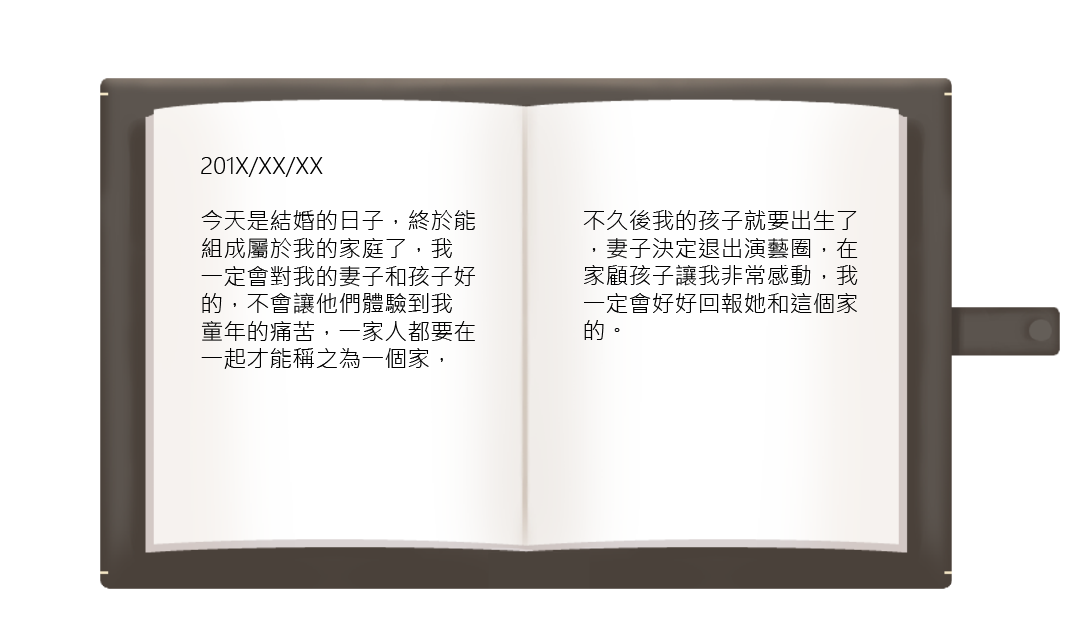 201X/XX/XX
今天是結婚的日子，終於能
組成屬於我的家庭了，我
一定會對我的妻子和孩子好
的，不會讓他們體驗到我
童年的痛苦，一家人都要在
一起才能稱之為一個家，
不久後我的孩子就要出生了
，妻子決定退出演藝圈，在
家顧孩子讓我非常感動，我
一定會好好回報她和這個家
的。